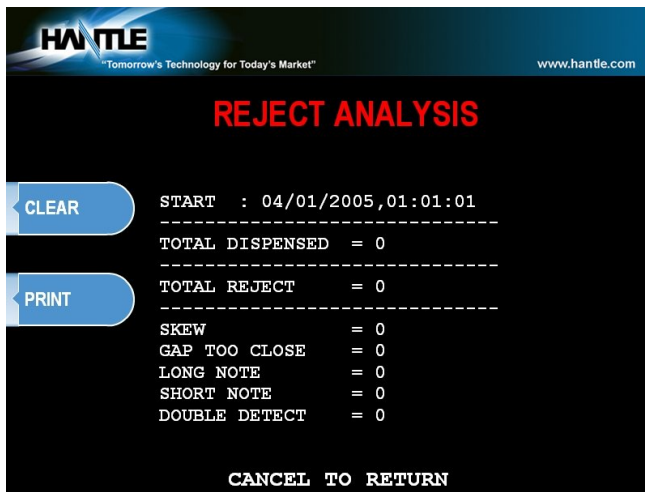 HANTLE
"Tomorrow's Technology for Today's Market"
www.hantle.com
REJECT ANALYSIS
CLEAR
START : 04/01/2005,01:01:01
------------------------------
TOTAL DISPENSED = 0
------------------------------
PRINT
TOTAL REJECT = 0
------------------------------
SKEW = 0
GAP TOO CLOSE = 0
LONG NOTE = 0
SHORT NOTE = 0
DOUBLE DETECT = 0
CANCEL TO RETURN